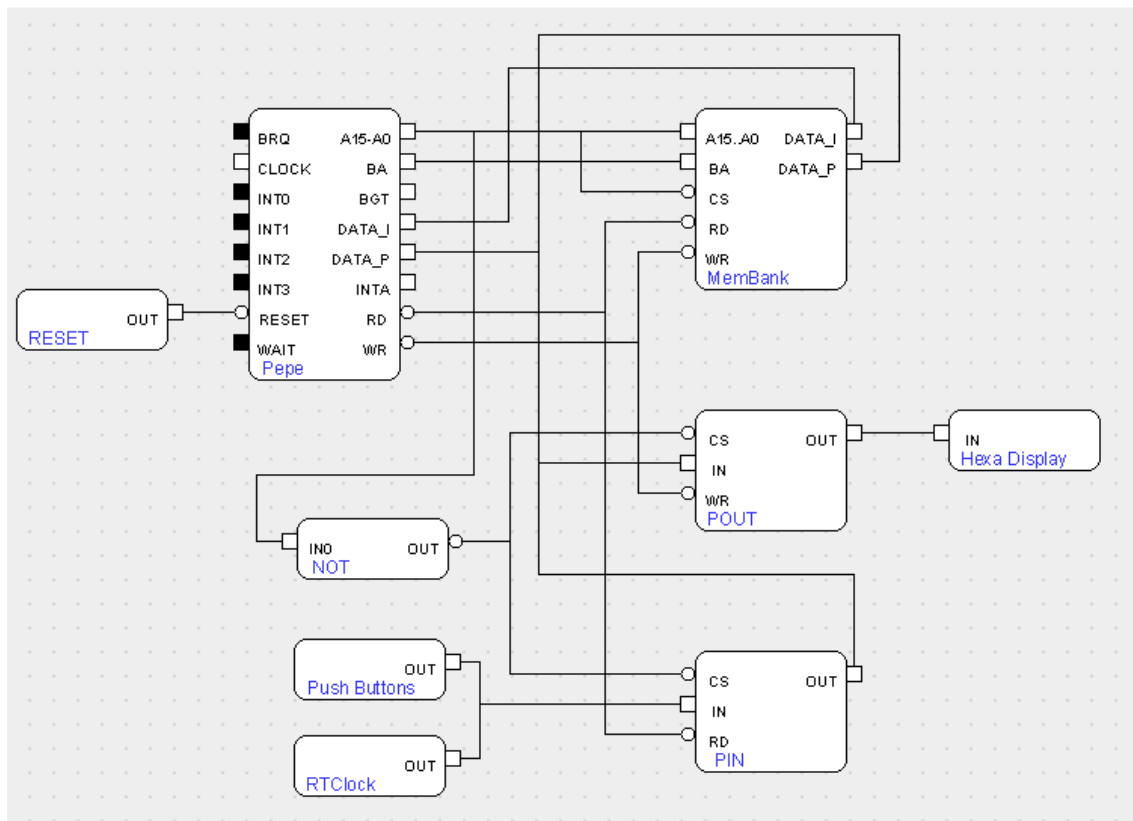 BRQ A15-A0
CLOCK BA
INT0 BGT
INT1 DATA_I
INT2 DATA_P
INT3 INTA
RESET RD
WAIT WR
Pepe
A15..A0 DATA_I
BA DATA_P
CS
RD
WR
MemBank
OUT
RESET
CS OUT
IN
WR
POUT
IN
Hexa Display
IN0 OUT
NOT
OUT
Push Buttons
CS OUT
IN
RD
PIN
OUT
RTClock